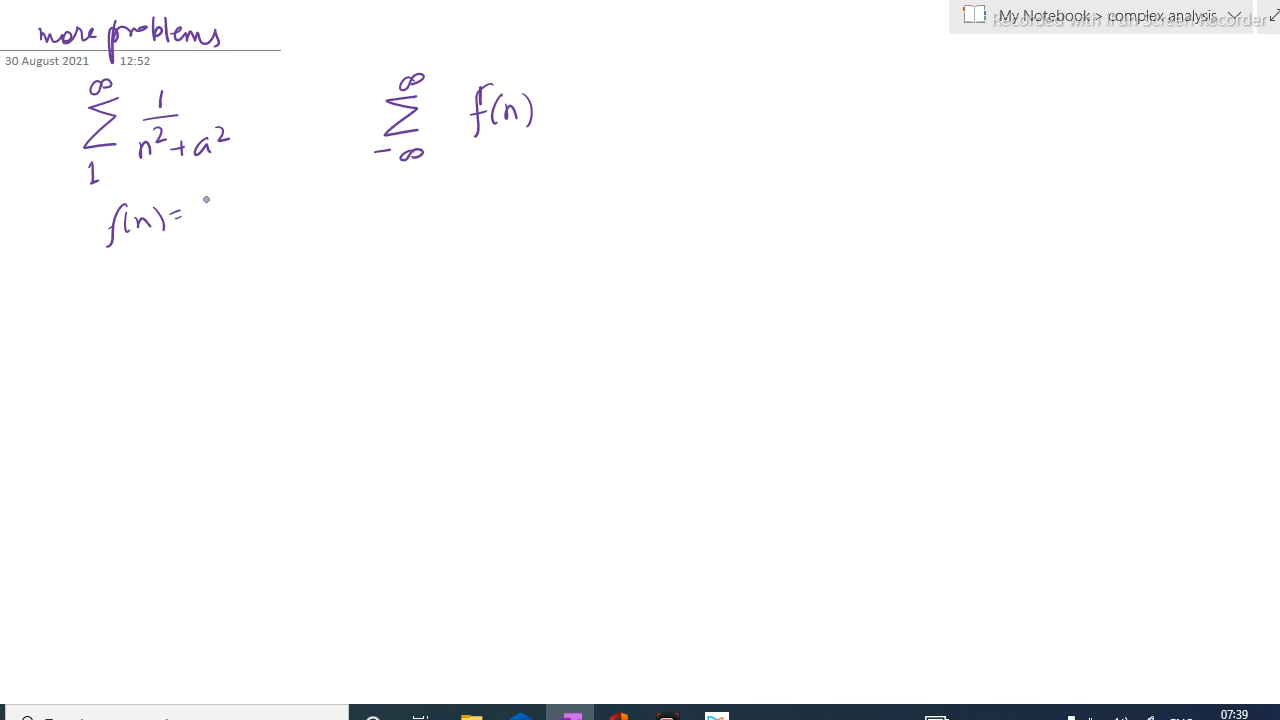 more problems
My Notebook > complex analysis
Recorded with iTop Screen Recorder
30 August 2021 12:52
∞ ∑ 1 1/(n² + a²)
∞ ∑ -∞ f(n)
f(n) =
07:39